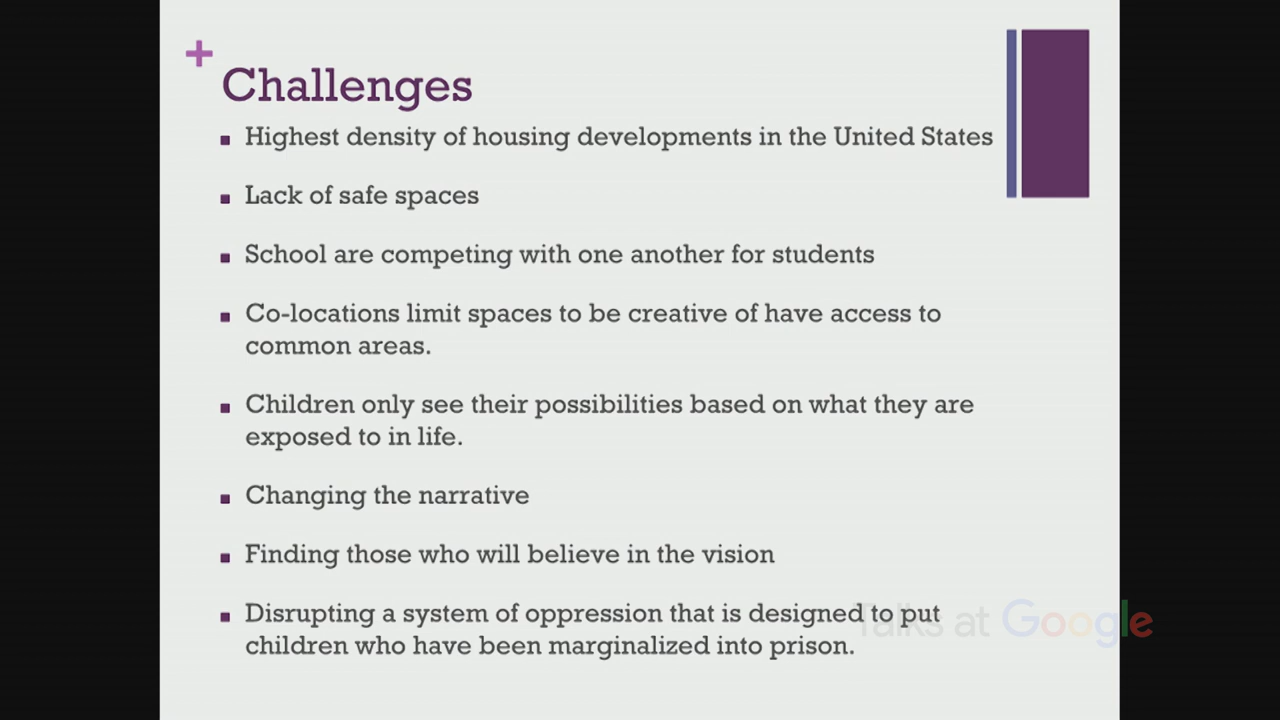 +
Challenges
▪ Highest density of housing developments in the United States
▪ Lack of safe spaces
▪ School are competing with one another for students
▪ Co-locations limit spaces to be creative of have access to
common areas.
▪ Children only see their possibilities based on what they are
exposed to in life.
▪ Changing the narrative
▪ Finding those who will believe in the vision
▪ Disrupting a system of oppression that is designed to put
children who have been marginalized into prison.
Talks at Google